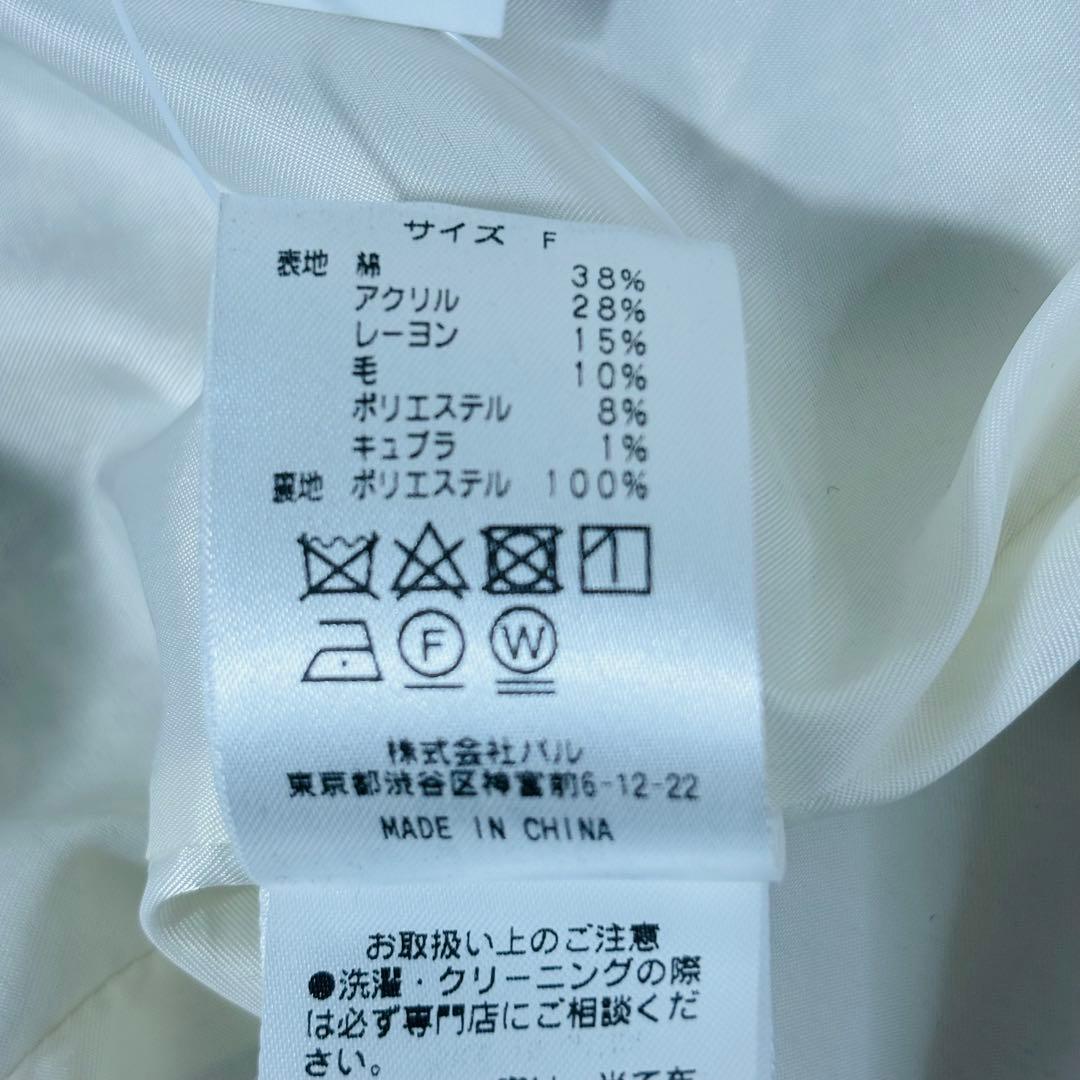 サイズ F
表地 綿 38%
アクリル 28%
レーヨン 15%
毛 10%
ポリエステル 8%
キュプラ 1%
裏地 ポリエステル 100%
F W
株式会社パル
東京都渋谷区神宮前6-12-22
MADE IN CHINA
お取扱い上のご注意
●洗濯・クリーニングの際
は必ず専門店にご相談くだ
さい。
当て布